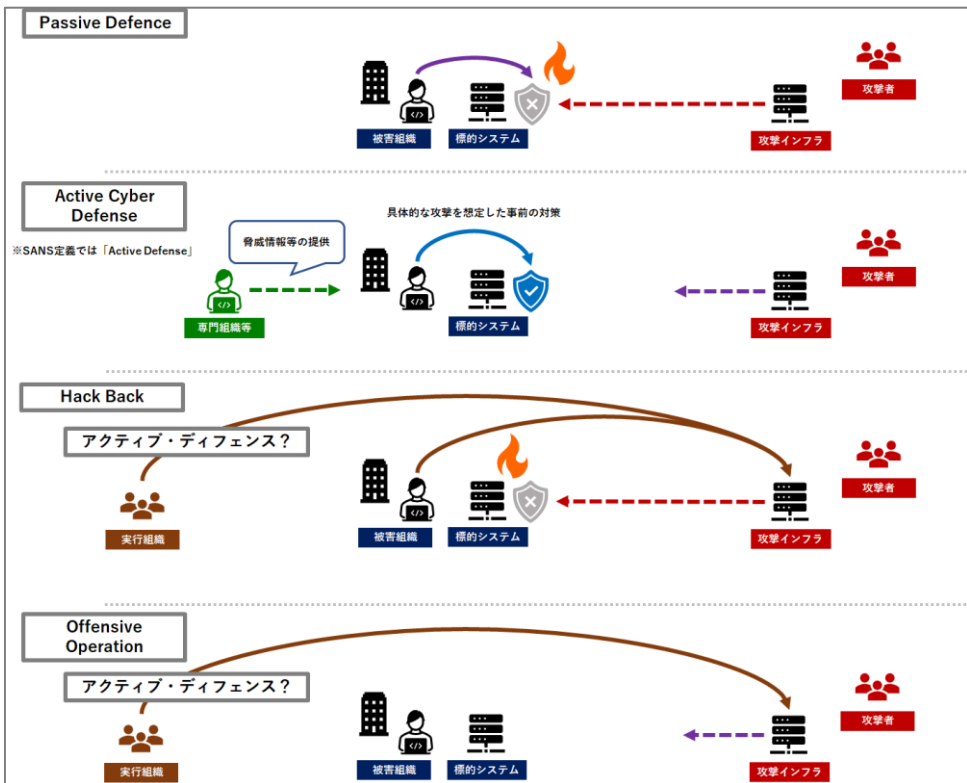 Passive Defence
攻撃者
被害組織
標的システム
攻撃インフラ
Active Cyber
Defense
※SANS定義では「Active Defense」
脅威情報等の提供
具体的な攻撃を想定した事前の対策
攻撃者
専門組織等
標的システム
攻撃インフラ
Hack Back
アクティブ・ディフェンス？
攻撃者
実行組織
被害組織
標的システム
攻撃インフラ
Offensive
Operation
アクティブ・ディフェンス？
攻撃者
実行組織
被害組織
標的システム
攻撃インフラ